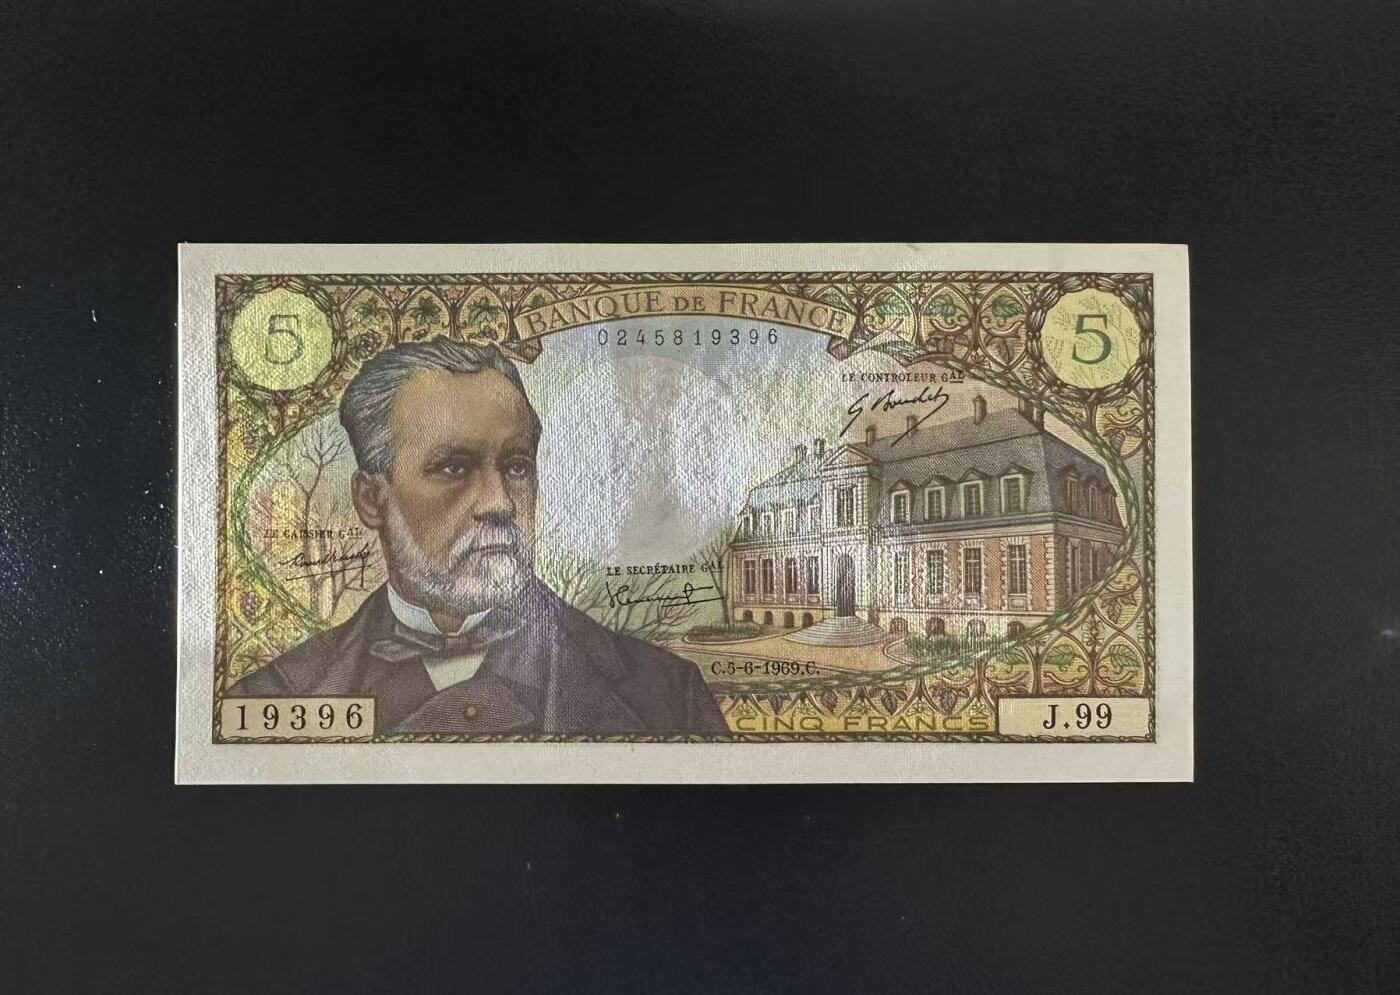 BANQUE DE FRANCE
5
5
0245819396
LE CONTROLEUR GAL
G Bouchet
LE CAISSIER GAL
LE SECRÉTAIRE GAL
C.5-6-1969.C.
19396
CINQ FRANCS
J.99